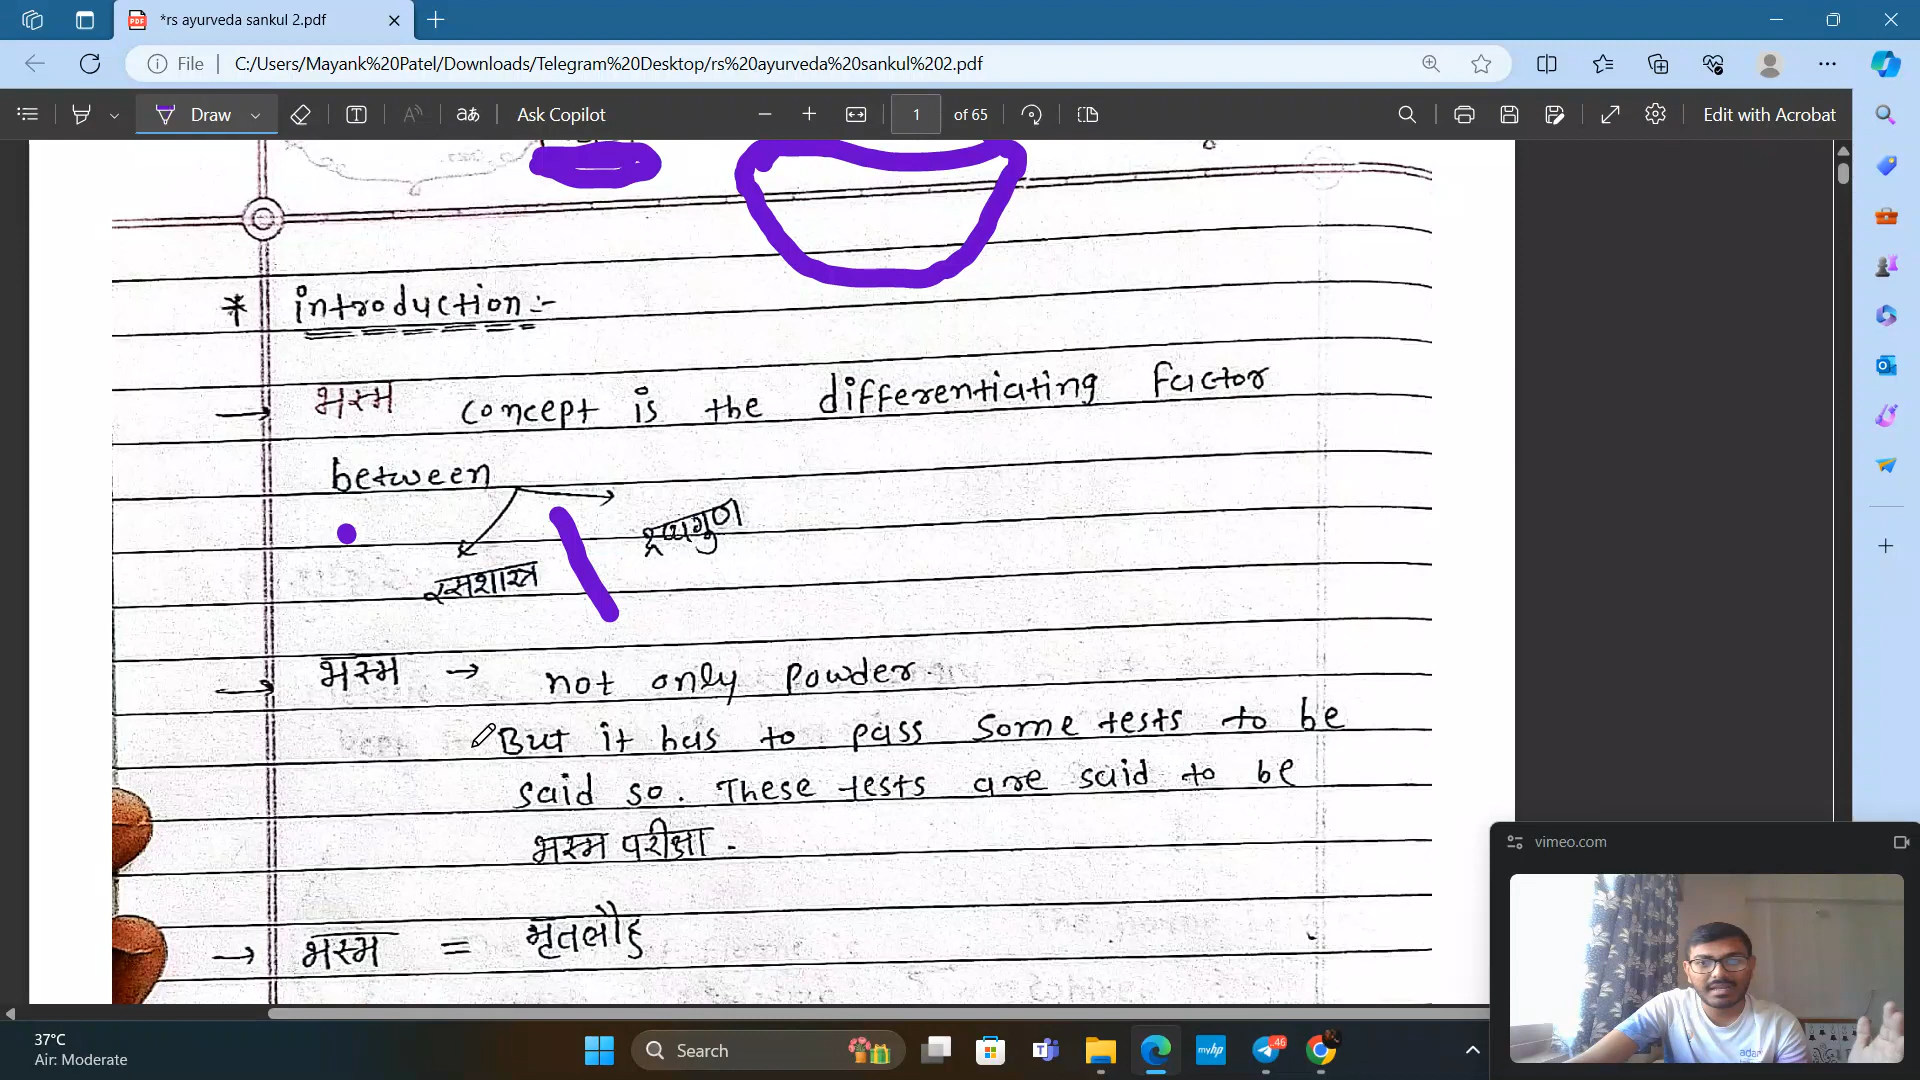 *rs ayurveda sankul 2.pdf
File
C:/Users/Mayank%20Patel/Downloads/Telegram%20Desktop/rs%20ayurveda%20sankul%202.pdf
Draw
aあ
Ask Copilot
1 of 65
Edit with Acrobat
* introduction :-
→ भस्म concept is the differentiating factor
between
द्रव्यगुण
रसशास्त्र
→ भस्म → not only powder
But it has to pass some tests to be
said so. These tests are said to be
भस्म परीक्षा.
→ भस्म = मृतलौह
vimeo.com
37°C
Air: Moderate
Search
46